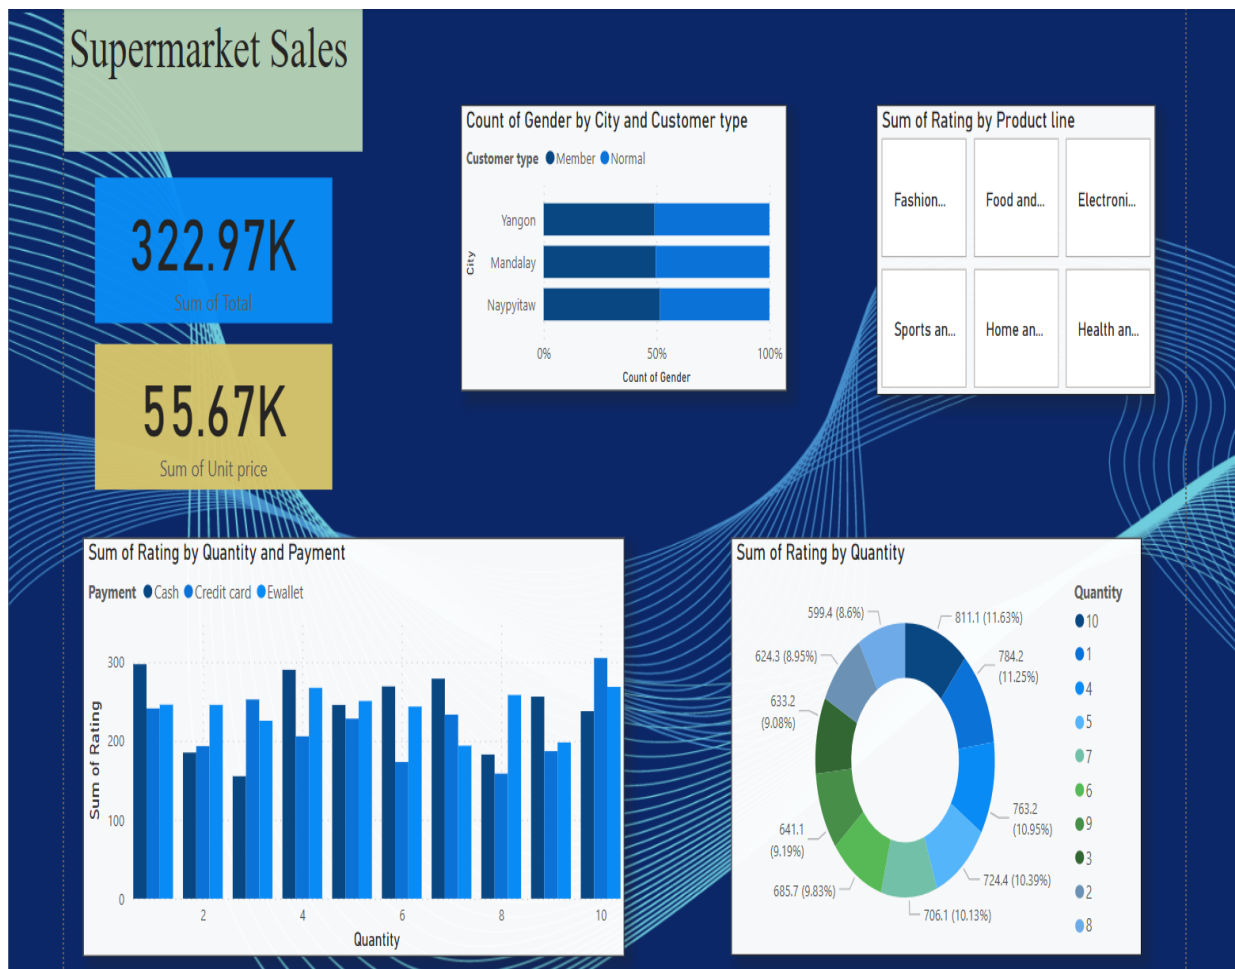 Supermarket Sales
322.97K
Sum of Total
55.67K
Sum of Unit price
Count of Gender by City and Customer type
Customer type Member Normal
City
Yangon
Mandalay
Naypyitaw
0% 50% 100%
Count of Gender
Sum of Rating by Product line
Fashion... Food and... Electroni...
Sports an... Home an... Health an...
Sum of Rating by Quantity and Payment
Payment Cash Credit card Ewallet
Sum of Rating
300
200
100
0
2 4 6 8 10
Quantity
Sum of Rating by Quantity
599.4 (8.6%)
811.1 (11.63%)
624.3 (8.95%)
784.2
(11.25%)
633.2
(9.08%)
763.2
(10.95%)
641.1
(9.19%)
724.4 (10.39%)
685.7 (9.83%)
706.1 (10.13%)
Quantity
10
1
4
5
7
6
9
3
2
8